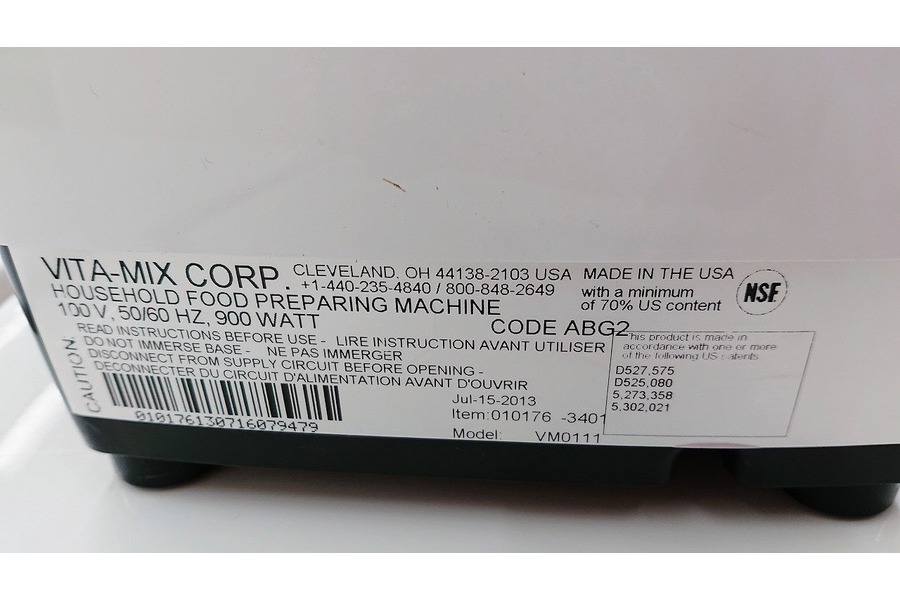 VITA-MIX CORP. CLEVELAND, OH 44138-2103 USA
+1-440-235-4840 / 800-848-2649
MADE IN THE USA
with a minimum
of 70% US content
NSF
HOUSEHOLD FOOD PREPARING MACHINE
100 V, 50/60 HZ, 900 WATT
CODE ABG2
CAUTION
READ INSTRUCTIONS BEFORE USE - LIRE INSTRUCTION AVANT UTILISER
DO NOT IMMERSE BASE - NE PAS IMMERGER
DISCONNECT FROM SUPPLY CIRCUIT BEFORE OPENING -
DECONNECTER DU CIRCUIT D'ALIMENTATION AVANT D'OUVRIR
010176130716079479
Jul-15-2013
Item:010176 -3401
Model: VM0111
This product is made in
accordance with one or more
of the following US patents
D527,575
D525,080
5,273,358
5,302,021